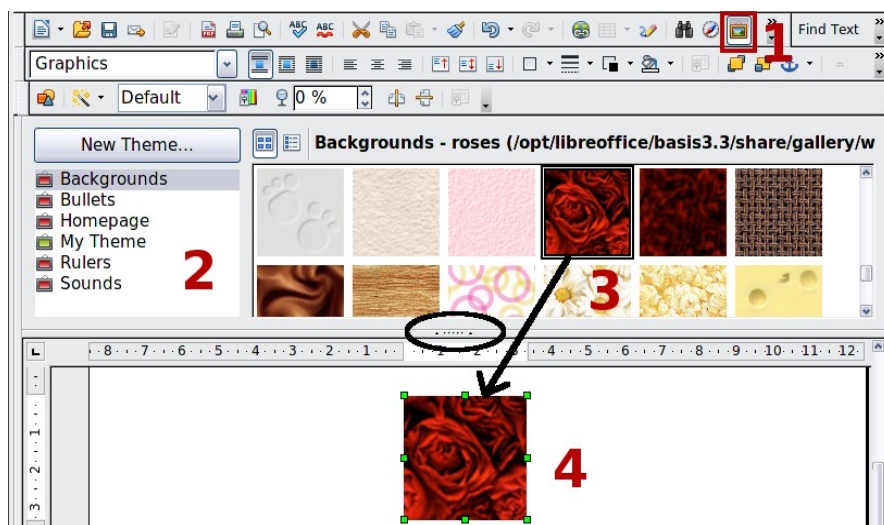 ABC ABC Find Text 1
Graphics
Default 0 %
New Theme... Backgrounds - roses (/opt/libreoffice/basis3.3/share/gallery/w
Backgrounds
Bullets
Homepage
My Theme
Rulers
Sounds
2
3
8 7 6 5 4 3 2 1 1 2 3 4 5 6 7 8 9 10 11 12
1
2
3
4